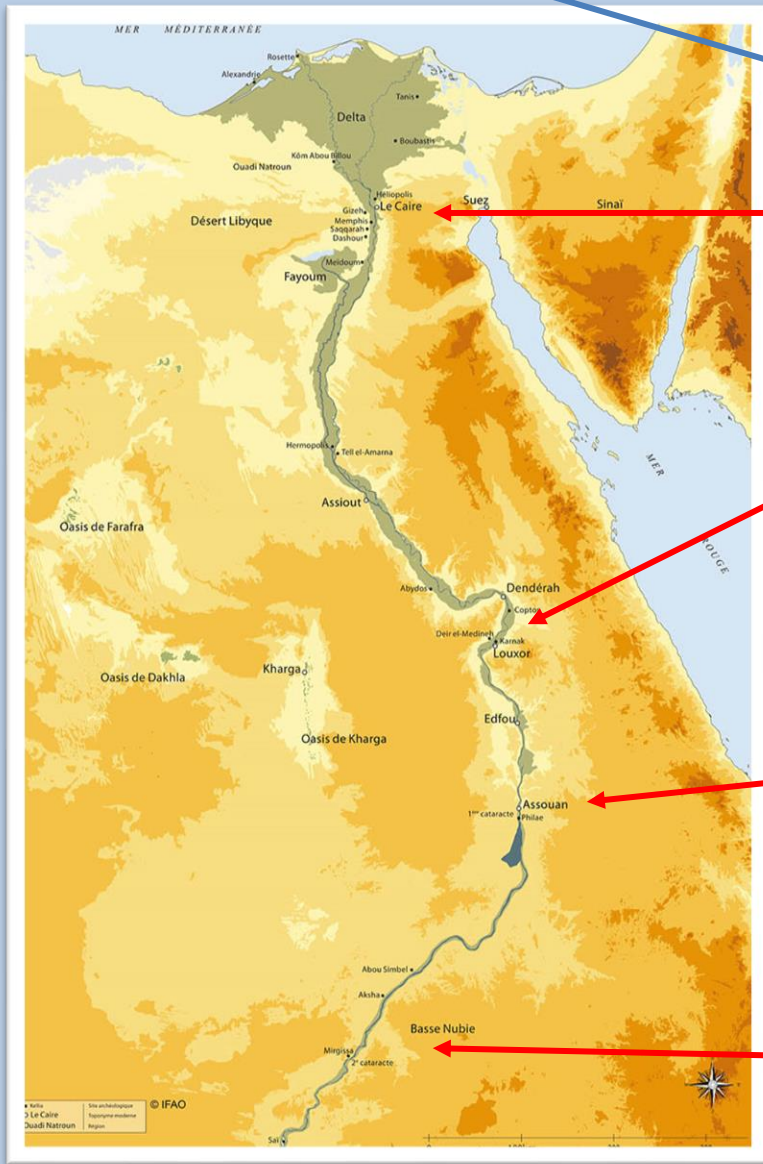 MER MÉDITERRANÉE
Rosette
Alexandrie
Tanis
Delta
Boubastis
Kôm Abou Billou
Ouadi Natroun
Héliopolis
Le Caire
Suez
Sinaï
Gizeh
Désert Libyque
Memphis
Saqqarah
Dashour
Meidoum
Fayoum
Hermopolis
Tell el-Amarna
MER
ROUGE
Assiout
Oasis de Farafra
Abydos
Dendérah
Coptos
Deir el-Medineh
Karnak
Louxor
Kharga
Oasis de Dakhla
Edfou
Oasis de Kharga
Assouan
1ère cataracte
Philae
Abou Simbel
Aksha
Basse Nubie
Mirgissa
2e cataracte
Kellia Site archéologique
Le Caire Toponyme moderne
Ouadi Natroun Région
© IFAO
Saï
0